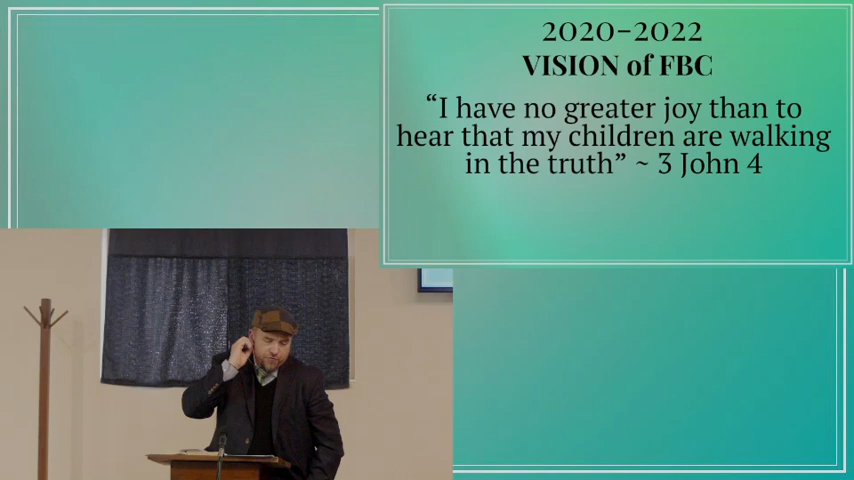 2020-2022
VISION of FBC
“I have no greater joy than to
hear that my children are walking
in the truth” ~ 3 John 4